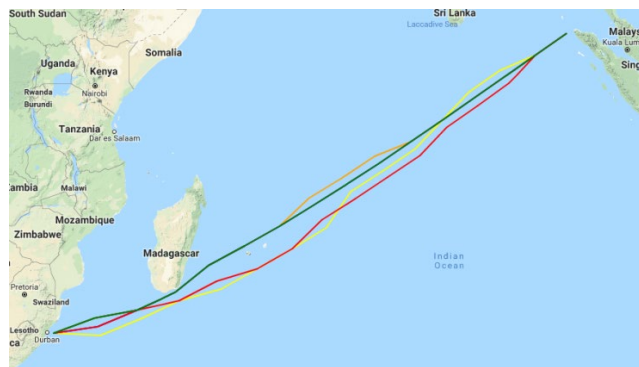 South Sudan
Sri Lanka
Laccadive Sea
Somalia
Malays
Kuala Lum
Sing
Uganda
Kenya
Nairobi
Rwanda
Burundi
Tanzania
Dar es Salaam
ambia
Malawi
Mozambique
Zimbabwe
Madagascar
Indian
Ocean
Pretoria
Swaziland
Lesotho
Durban
ca